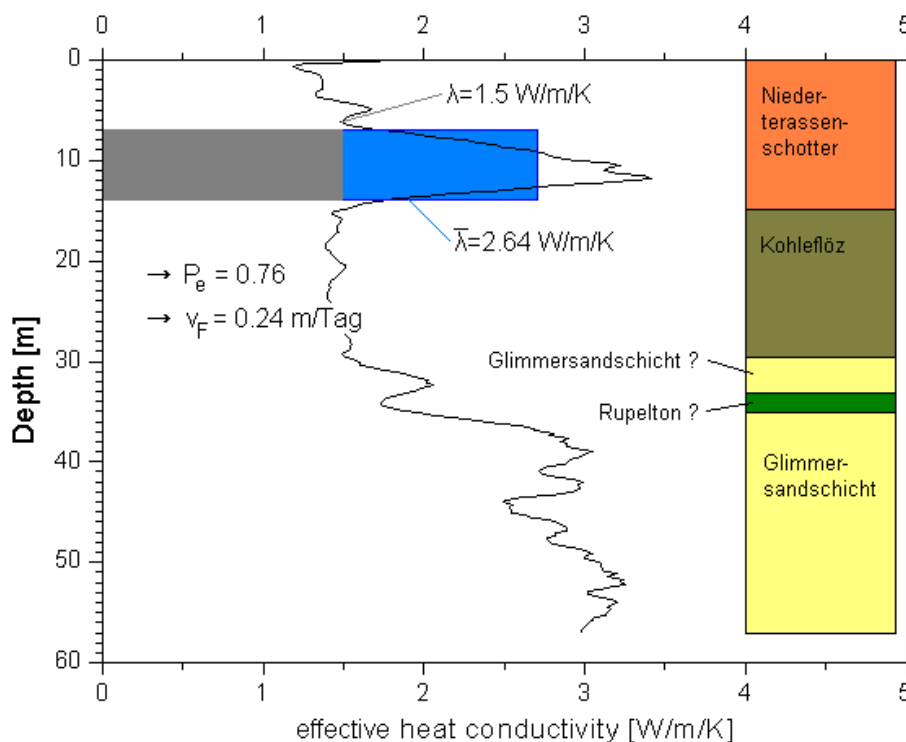 0 1 2 3 4 5
0
10
20
30
40
50
60
Depth [m]
λ=1.5 W/m/K
λ̅=2.64 W/m/K
→ Pₑ = 0.76
→ v_F = 0.24 m/Tag
Nieder-
terassen-
schotter
Kohleflöz
Glimmersandschicht ?
Rupelton ?
Glimmer-
sandschicht
0 1 2 3 4 5
effective heat conductivity [W/m/K]